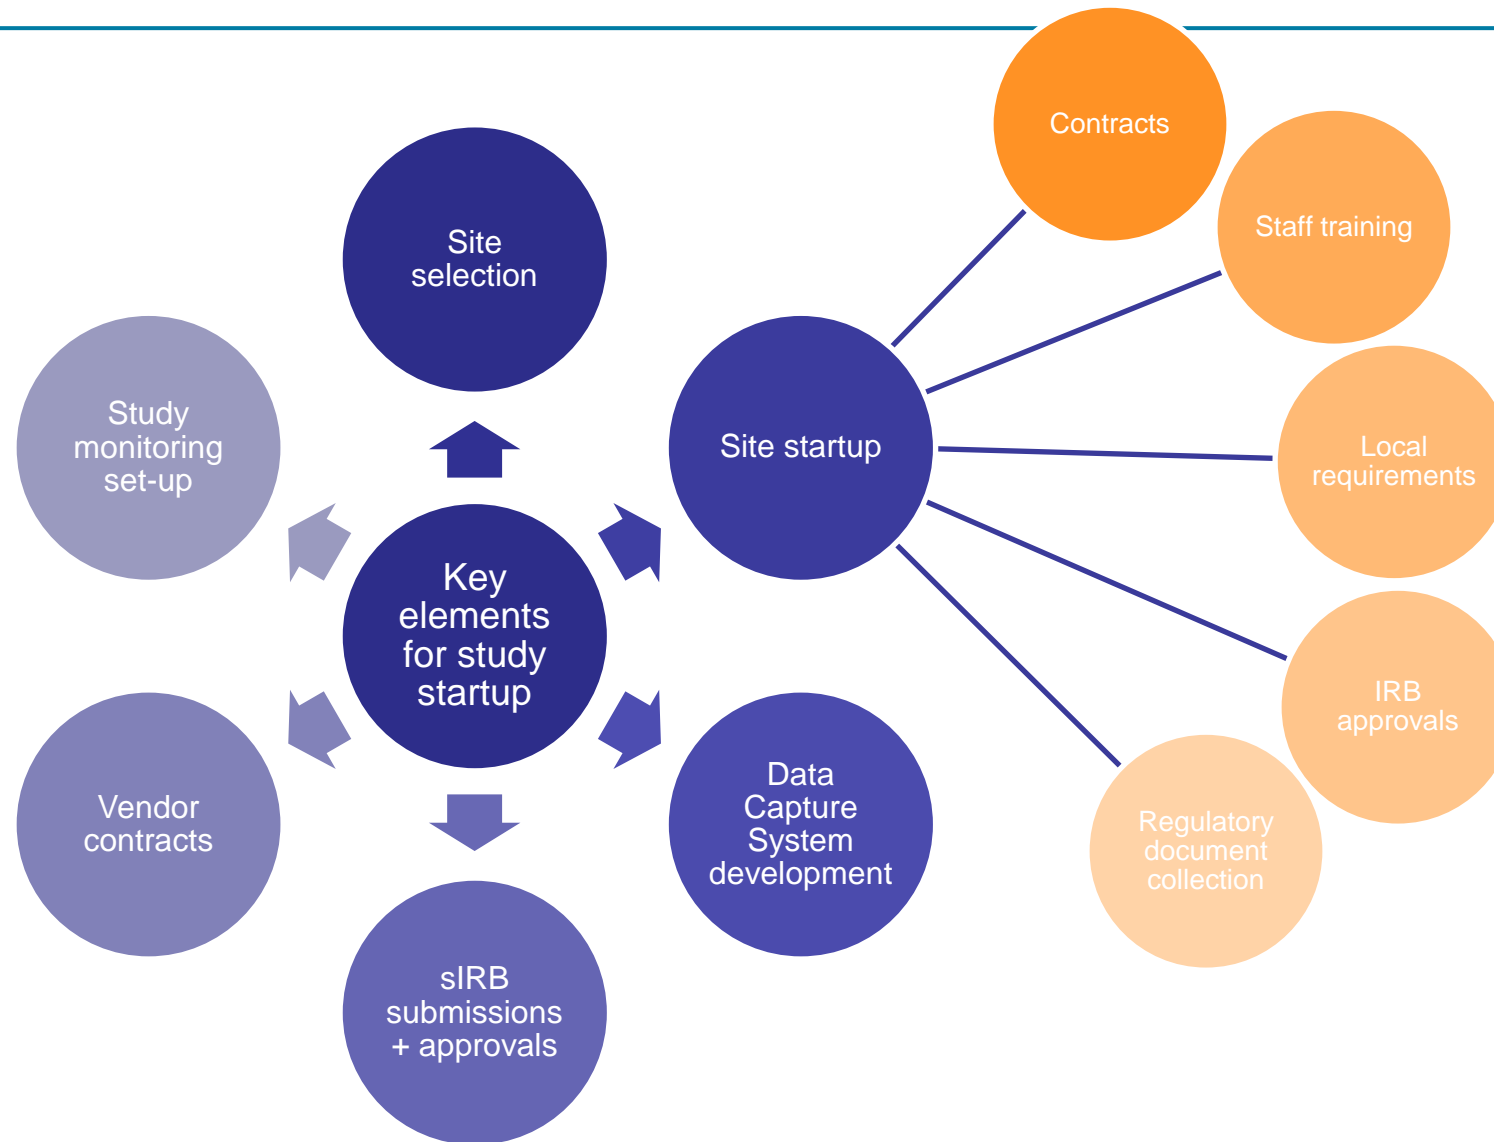 Key
elements
for study
startup
Site
selection
Site startup
Data
Capture
System
development
sIRB
submissions
+ approvals
Vendor
contracts
Study
monitoring
set-up
Contracts
Staff training
Local
requirements
IRB
approvals
Regulatory
document
collection